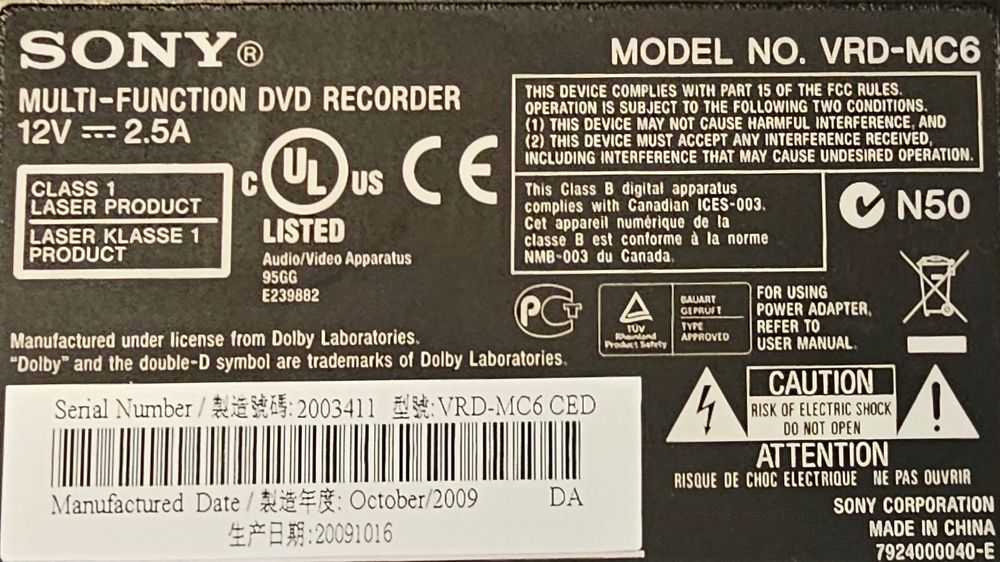 SONY®
MODEL NO. VRD-MC6
MULTI-FUNCTION DVD RECORDER
12V ⎓ 2.5A
THIS DEVICE COMPLIES WITH PART 15 OF THE FCC RULES.
OPERATION IS SUBJECT TO THE FOLLOWING TWO CONDITIONS.
(1) THIS DEVICE MAY NOT CAUSE HARMFUL INTERFERENCE, AND
(2) THIS DEVICE MUST ACCEPT ANY INTERFERENCE RECEIVED,
INCLUDING INTERFERENCE THAT MAY CAUSE UNDESIRED OPERATION.
CLASS 1
LASER PRODUCT
LASER KLASSE 1
PRODUCT
C UL US CE
LISTED
Audio/Video Apparatus
95GG
E239882
This Class B digital apparatus
complies with Canadian ICES-003.
Cet appareil numérique de la
classe B est conforme à la norme
NMB-003 du Canada.
N50
PCT
TÜV
Rheinland
Product Safety
BAUART
GEPRÜFT
TYPE
APPROVED
FOR USING
POWER ADAPTER,
REFER TO
USER MANUAL.
Manufactured under license from Dolby Laboratories.
"Dolby" and the double-D symbol are trademarks of Dolby Laboratories.
Serial Number / 製造號碼: 2003411 型號: VRD-MC6 CED
Manufactured Date / 製造年度: October/2009 DA
生产日期:20091016
CAUTION
RISK OF ELECTRIC SHOCK
DO NOT OPEN
ATTENTION
RISQUE DE CHOC ELECTRIQUE NE PAS OUVRIR
SONY CORPORATION
MADE IN CHINA
7924000040-E